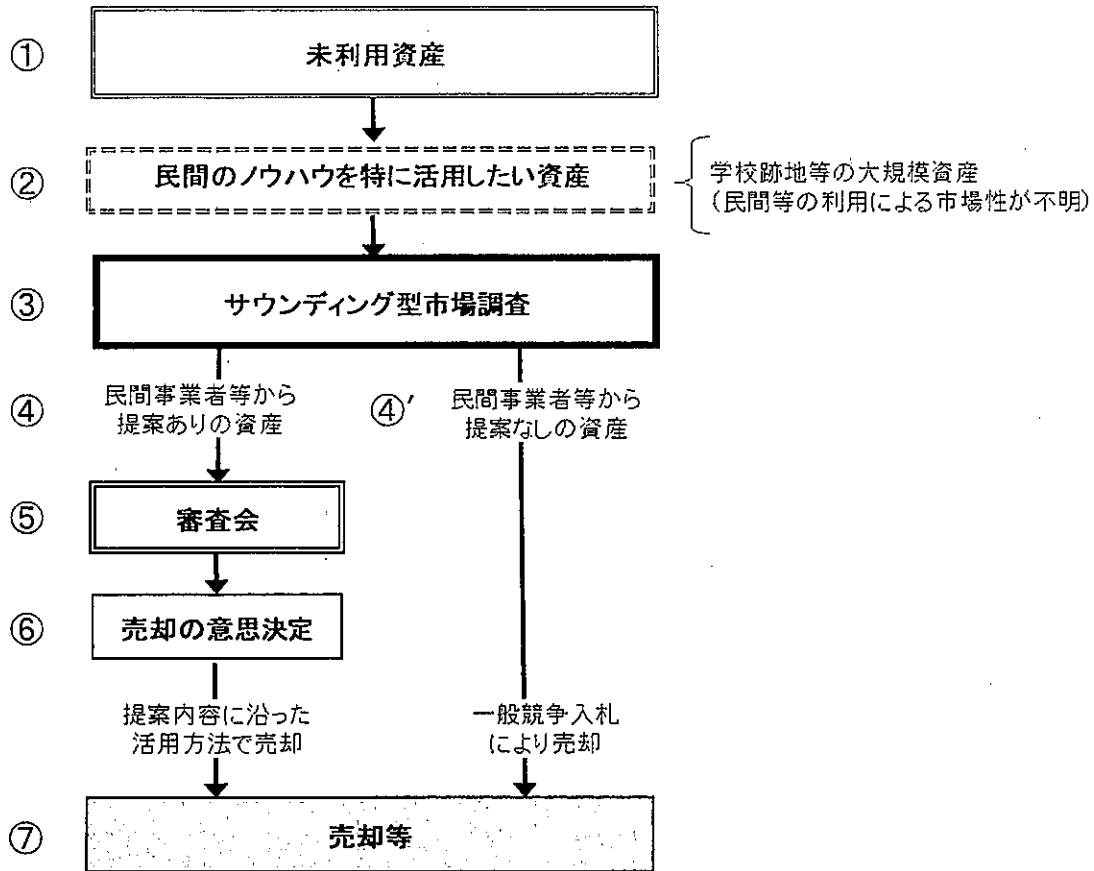 ① 未利用資産
② 民間のノウハウを特に活用したい資産
学校跡地等の大規模資産
(民間等の利用による市場性が不明)
③ サウンディング型市場調査
④ 民間事業者等から
提案ありの資産
④′ 民間事業者等から
提案なしの資産
⑤ 審査会
⑥ 売却の意思決定
提案内容に沿った
活用方法で売却
一般競争入札
により売却
⑦ 売却等